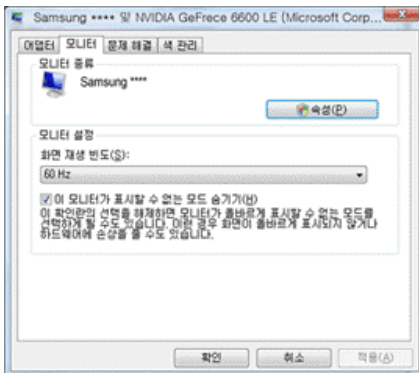 Samsung **** 및 NVIDIA GeFrece 6600 LE (Microsoft Corp...
어댑터 모니터 문제 해결 색 관리
모니터 종류
Samsung ****
속성(P)
모니터 설정
화면 재생 빈도(S):
60 Hz
이 모니터가 표시할 수 없는 모드 숨기기(H)
이 확인란의 선택을 해제하면 모니터가 올바르게 표시할 수 없는 모드를
선택하게 될 수도 있습니다. 이런 경우 화면이 올바르게 표시되지 않거나
하드웨어에 손상을 줄 수도 있습니다.
확인 취소 적용(A)